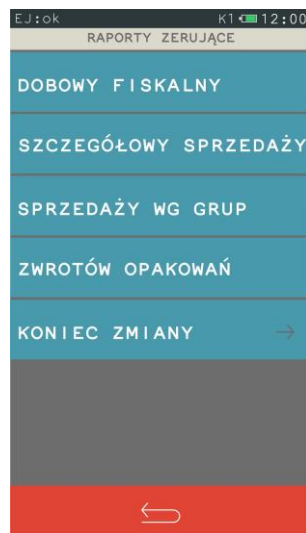 EJ:ok K1 12:00
RAPORTY ZERUJĄCE
DOBOWY FISKALNY
SZCZEGÓŁOWY SPRZEDAŻY
SPRZEDAŻY WG GRUP
ZWROTÓW OPAKOWAŃ
KONIEC ZMIANY